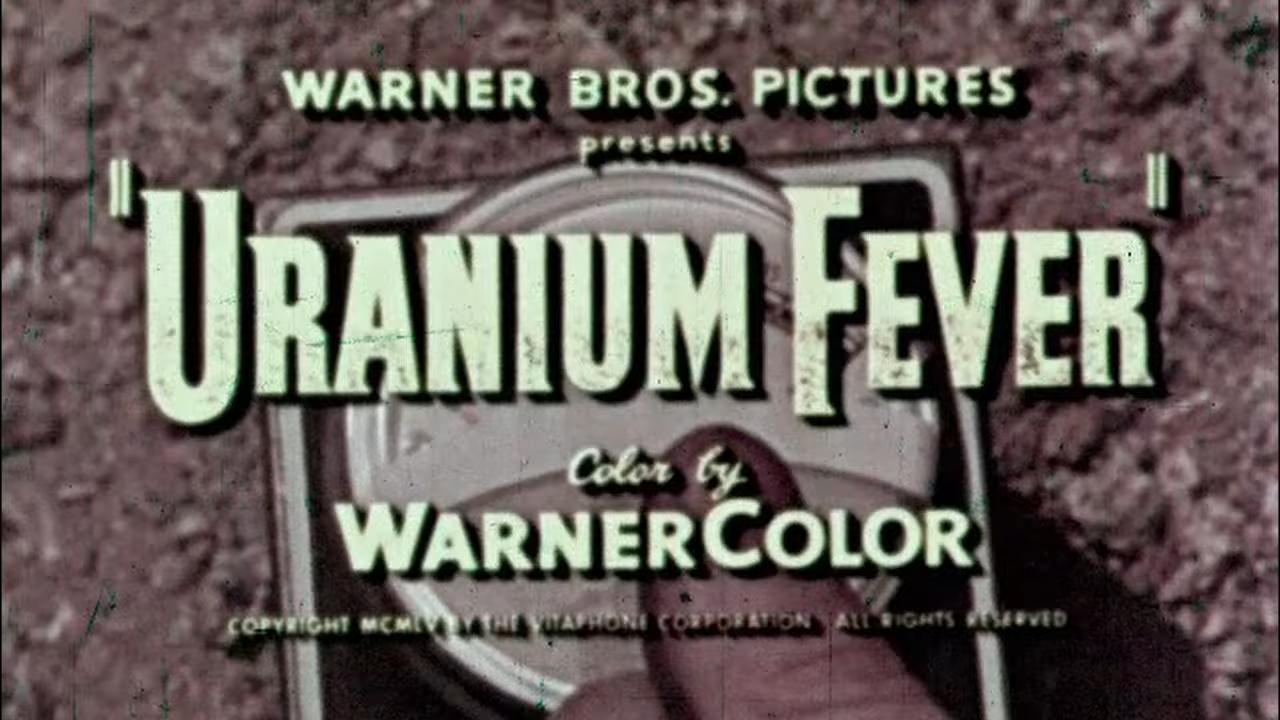 WARNER BROS. PICTURES
presents
"URANIUM FEVER"
Color by
WARNERCOLOR
COPYRIGHT MCMLV BY THE VITAPHONE CORPORATION ALL RIGHTS RESERVED